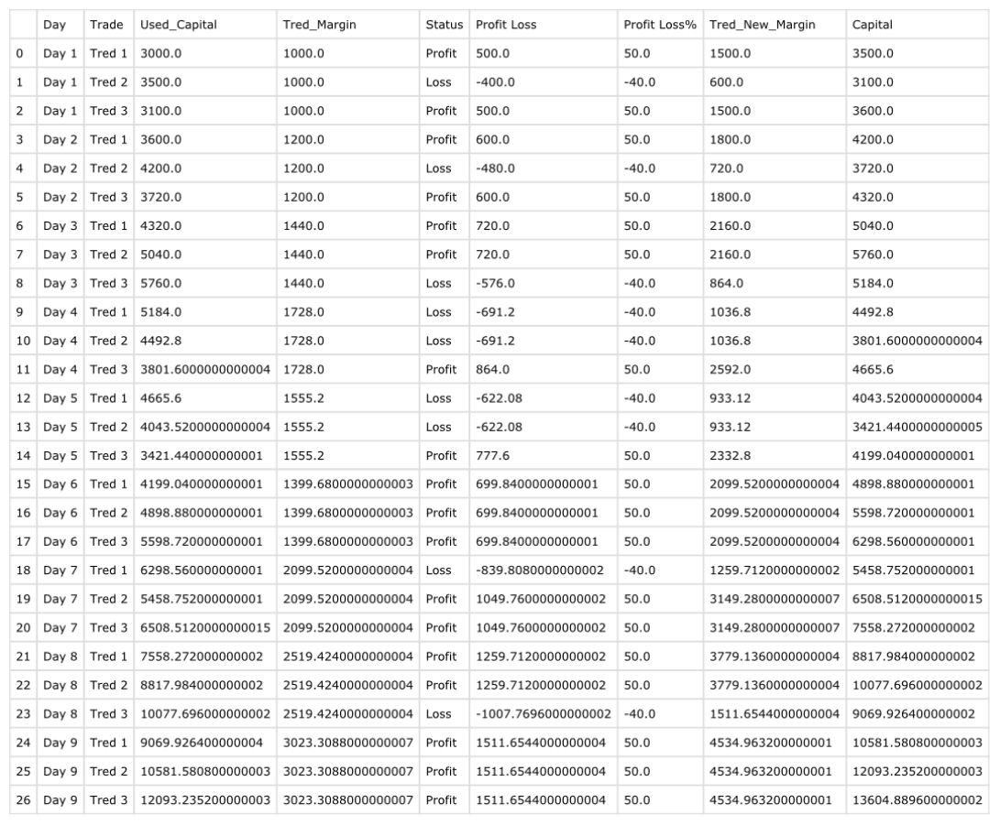 Day Trade Used_Capital Tred_Margin Status Profit Loss Profit Loss% Tred_New_Margin Capital
0 Day 1 Tred 1 3000.0 1000.0 Profit 500.0 50.0 1500.0 3500.0
1 Day 1 Tred 2 3500.0 1000.0 Loss -400.0 -40.0 600.0 3100.0
2 Day 1 Tred 3 3100.0 1000.0 Profit 500.0 50.0 1500.0 3600.0
3 Day 2 Tred 1 3600.0 1200.0 Profit 600.0 50.0 1800.0 4200.0
4 Day 2 Tred 2 4200.0 1200.0 Loss -480.0 -40.0 720.0 3720.0
5 Day 2 Tred 3 3720.0 1200.0 Profit 600.0 50.0 1800.0 4320.0
6 Day 3 Tred 1 4320.0 1440.0 Profit 720.0 50.0 2160.0 5040.0
7 Day 3 Tred 2 5040.0 1440.0 Profit 720.0 50.0 2160.0 5760.0
8 Day 3 Tred 3 5760.0 1440.0 Loss -576.0 -40.0 864.0 5184.0
9 Day 4 Tred 1 5184.0 1728.0 Loss -691.2 -40.0 1036.8 4492.8
10 Day 4 Tred 2 4492.8 1728.0 Loss -691.2 -40.0 1036.8 3801.6000000000004
11 Day 4 Tred 3 3801.6000000000004 1728.0 Profit 864.0 50.0 2592.0 4665.6
12 Day 5 Tred 1 4665.6 1555.2 Loss -622.08 -40.0 933.12 4043.5200000000004
13 Day 5 Tred 2 4043.5200000000004 1555.2 Loss -622.08 -40.0 933.12 3421.4400000000005
14 Day 5 Tred 3 3421.440000000001 1555.2 Profit 777.6 50.0 2332.8 4199.040000000001
15 Day 6 Tred 1 4199.040000000001 1399.6800000000003 Profit 699.8400000000001 50.0 2099.5200000000004 4898.880000000001
16 Day 6 Tred 2 4898.880000000001 1399.6800000000003 Profit 699.8400000000001 50.0 2099.5200000000004 5598.720000000001
17 Day 6 Tred 3 5598.720000000001 1399.6800000000003 Profit 699.8400000000001 50.0 2099.5200000000004 6298.560000000001
18 Day 7 Tred 1 6298.560000000001 2099.5200000000004 Loss -839.8080000000002 -40.0 1259.7120000000002 5458.752000000001
19 Day 7 Tred 2 5458.752000000001 2099.5200000000004 Profit 1049.7600000000002 50.0 3149.2800000000007 6508.5120000000015
20 Day 7 Tred 3 6508.5120000000015 2099.5200000000004 Profit 1049.7600000000002 50.0 3149.2800000000007 7558.272000000002
21 Day 8 Tred 1 7558.272000000002 2519.4240000000004 Profit 1259.7120000000002 50.0 3779.1360000000004 8817.984000000002
22 Day 8 Tred 2 8817.984000000002 2519.4240000000004 Profit 1259.7120000000002 50.0 3779.1360000000004 10077.696000000002
23 Day 8 Tred 3 10077.696000000002 2519.4240000000004 Loss -1007.7696000000002 -40.0 1511.6544000000004 9069.926400000002
24 Day 9 Tred 1 9069.926400000004 3023.3088000000007 Profit 1511.6544000000004 50.0 4534.963200000001 10581.580800000003
25 Day 9 Tred 2 10581.580800000003 3023.3088000000007 Profit 1511.6544000000004 50.0 4534.963200000001 12093.235200000003
26 Day 9 Tred 3 12093.235200000003 3023.3088000000007 Profit 1511.6544000000004 50.0 4534.963200000001 13604.889600000002